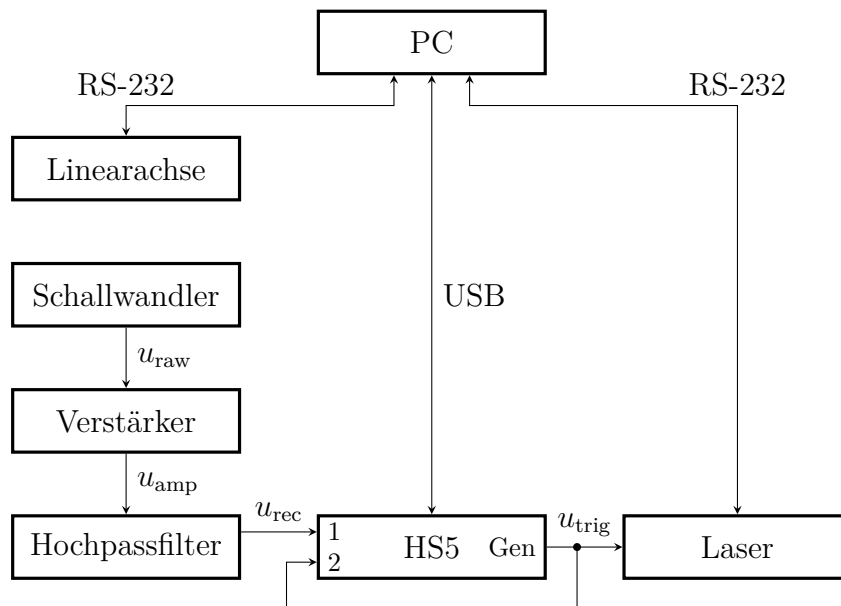 PC
RS-232
RS-232
Linearachse
Schallwandler
USB
u_raw
Verstärker
u_amp
u_rec
u_trig
Hochpassfilter
1
2
HS5
Gen
Laser